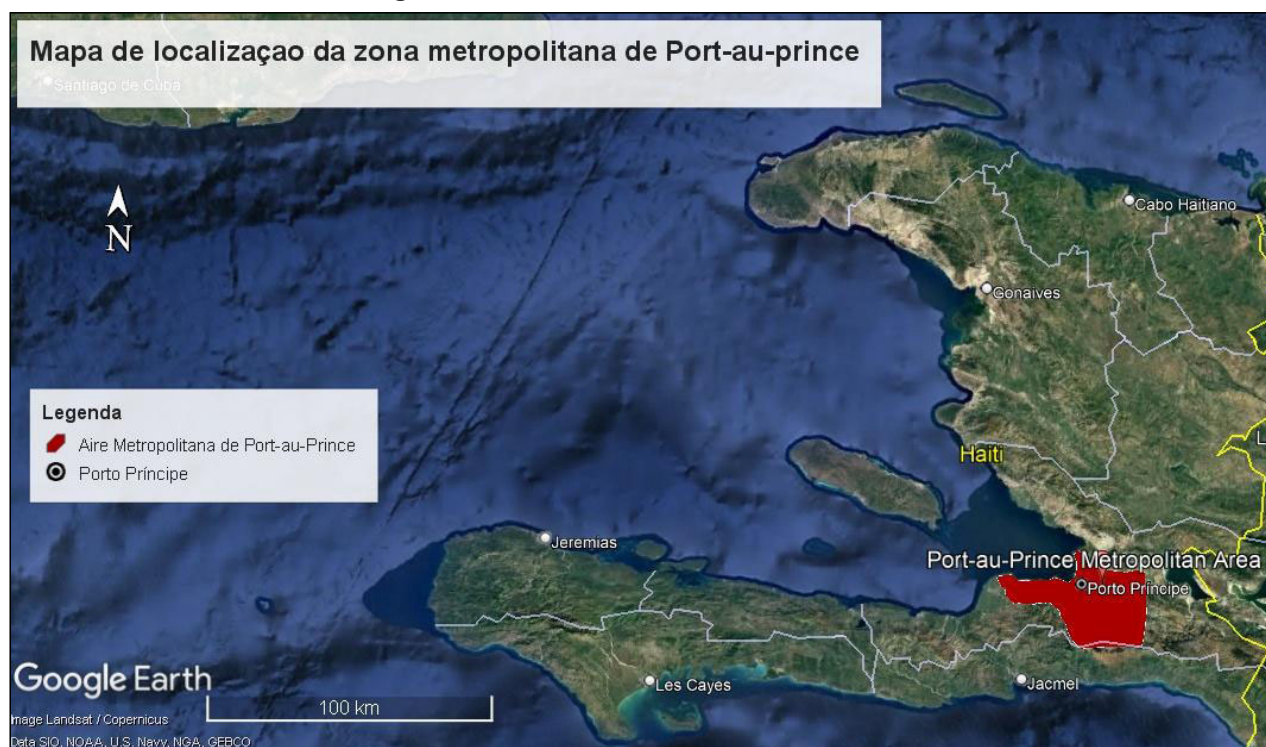 Mapa de localizaçao da zona metropolitana de Port-au-prince
Santiago de Cuba
N
Cabo Haitiano
Gonaives
Legenda
Aire Metropolitana de Port-au-Prince
Porto Príncipe
Haiti
L
Jeremias
Port-au-Prince Metropolitan Area
Porto Príncipe
Les Cayes
Jacmel
Google Earth
100 km
Image Landsat / Copernicus
Data SIO, NOAA, U.S. Navy, NGA, GEBCO